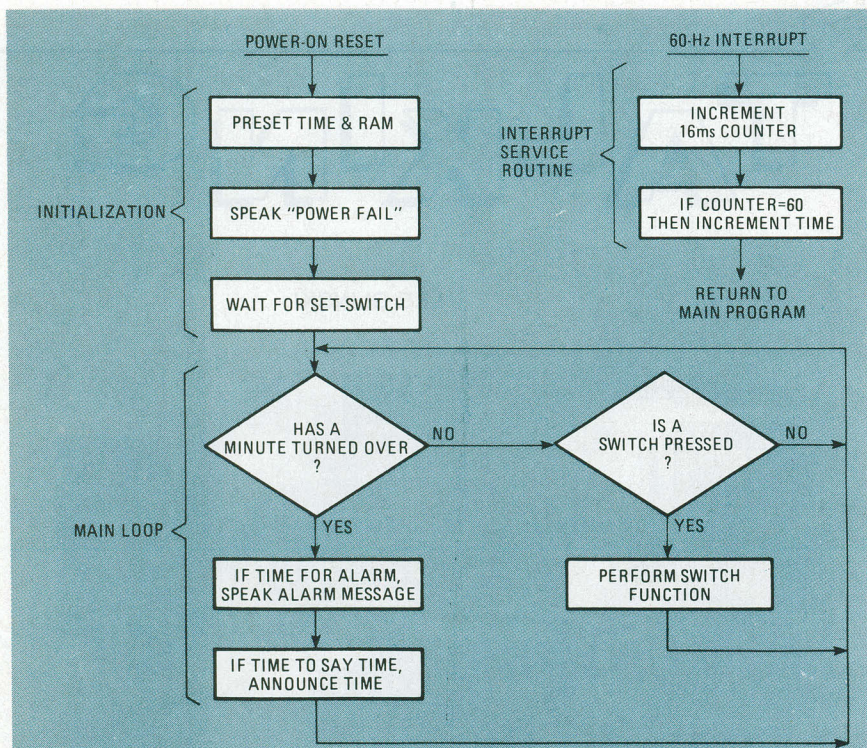 POWER-ON RESET
PRESET TIME & RAM
SPEAK "POWER FAIL"
WAIT FOR SET-SWITCH
INITIALIZATION
60-Hz INTERRUPT
INCREMENT
16ms COUNTER
IF COUNTER=60
THEN INCREMENT TIME
INTERRUPT
SERVICE
ROUTINE
RETURN TO
MAIN PROGRAM
MAIN LOOP
HAS A
MINUTE TURNED OVER
?
NO
YES
IS A
SWITCH PRESSED
?
NO
YES
IF TIME FOR ALARM,
SPEAK ALARM MESSAGE
IF TIME TO SAY TIME,
ANNOUNCE TIME
PERFORM SWITCH
FUNCTION